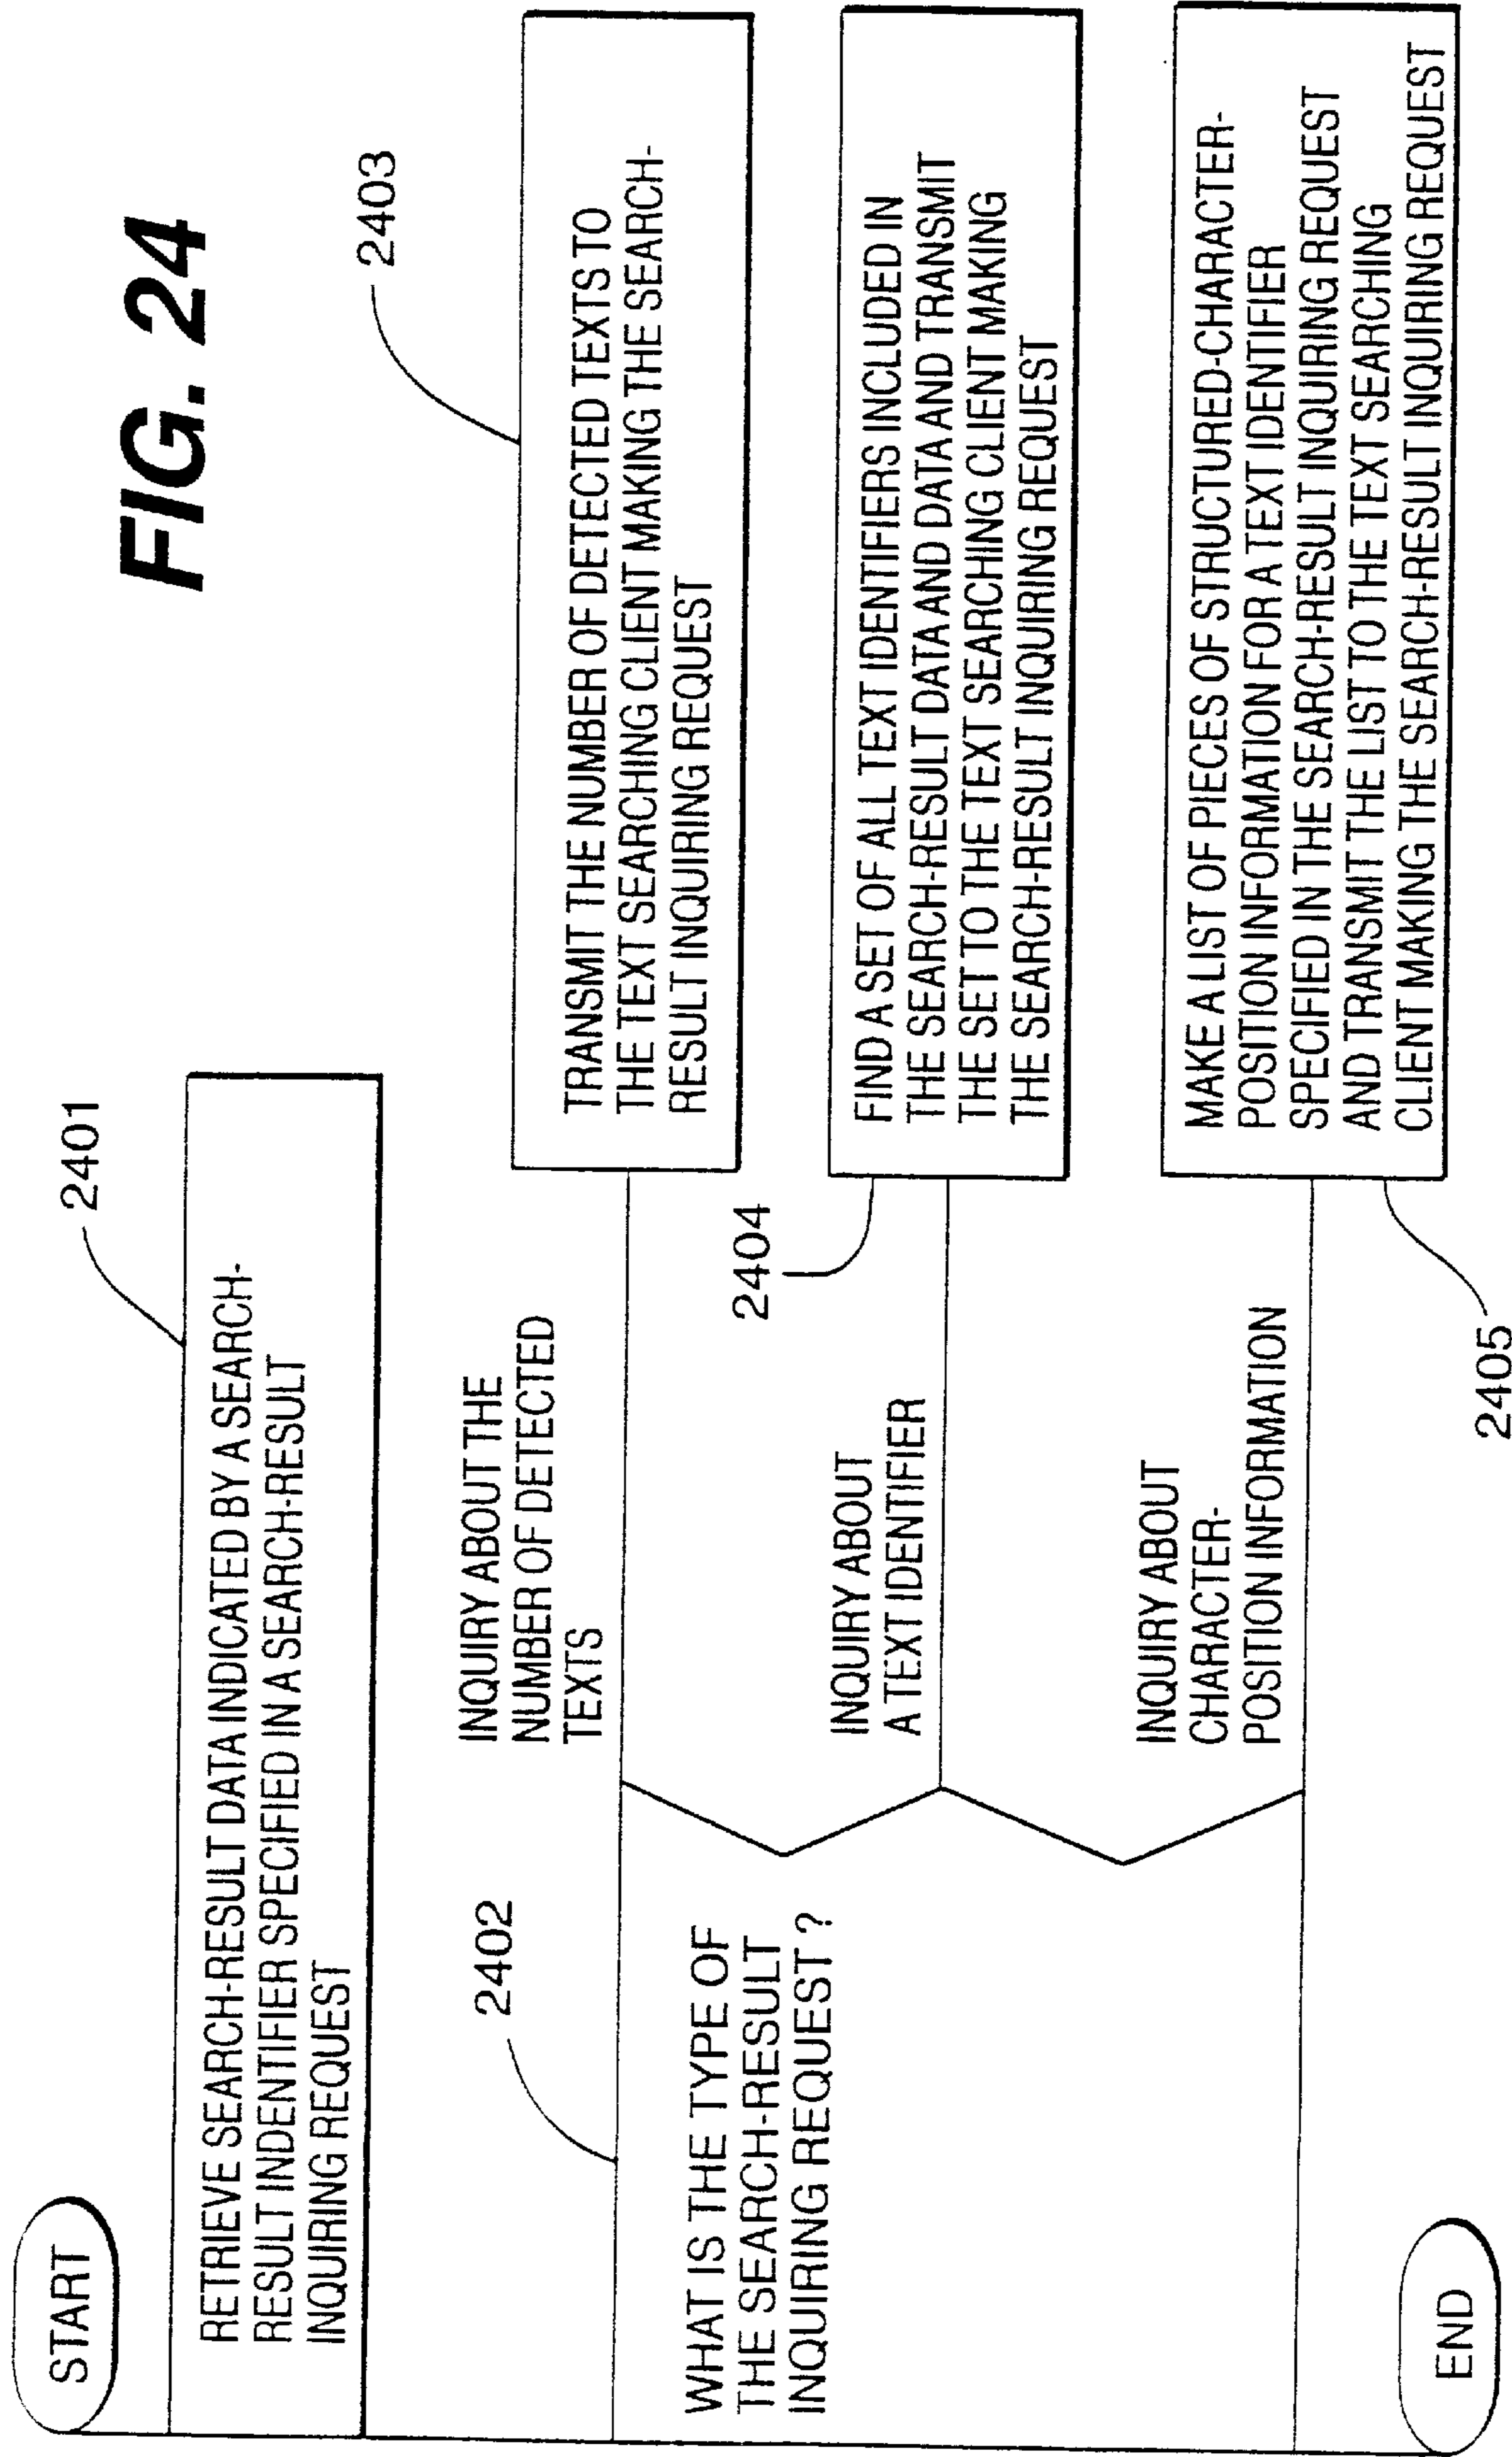 FIG. 24
START
2401
RETRIEVE SEARCH-RESULT DATA INDICATED BY A SEARCH-
RESULT INDENTIFIER SPECIFIED IN A SEARCH-RESULT
INQUIRING REQUEST
2402
WHAT IS THE TYPE OF
THE SEARCH-RESULT
INQUIRING REQUEST ?
INQUIRY ABOUT THE
NUMBER OF DETECTED
TEXTS
2403
TRANSMIT THE NUMBER OF DETECTED TEXTS TO
THE TEXT SEARCHING CLIENT MAKING THE SEARCH-
RESULT INQUIRING REQUEST
INQUIRY ABOUT
A TEXT IDENTIFIER
2404
FIND A SET OF ALL TEXT IDENTIFIERS INCLUDED IN
THE SEARCH-RESULT DATA AND DATA AND TRANSMIT
THE SET TO THE TEXT SEARCHING CLIENT MAKING
THE SEARCH-RESULT INQUIRING REQUEST
INQUIRY ABOUT
CHARACTER-
POSITION INFORMATION
2405
MAKE A LIST OF PIECES OF STRUCTURED-CHARACTER-
POSITION INFORMATION FOR A TEXT IDENTIFIER
SPECIFIED IN THE SEARCH-RESULT INQUIRING REQUEST
AND TRANSMIT THE LIST TO THE TEXT SEARCHING
CLIENT MAKING THE SEARCH-RESULT INQUIRING REQUEST
END